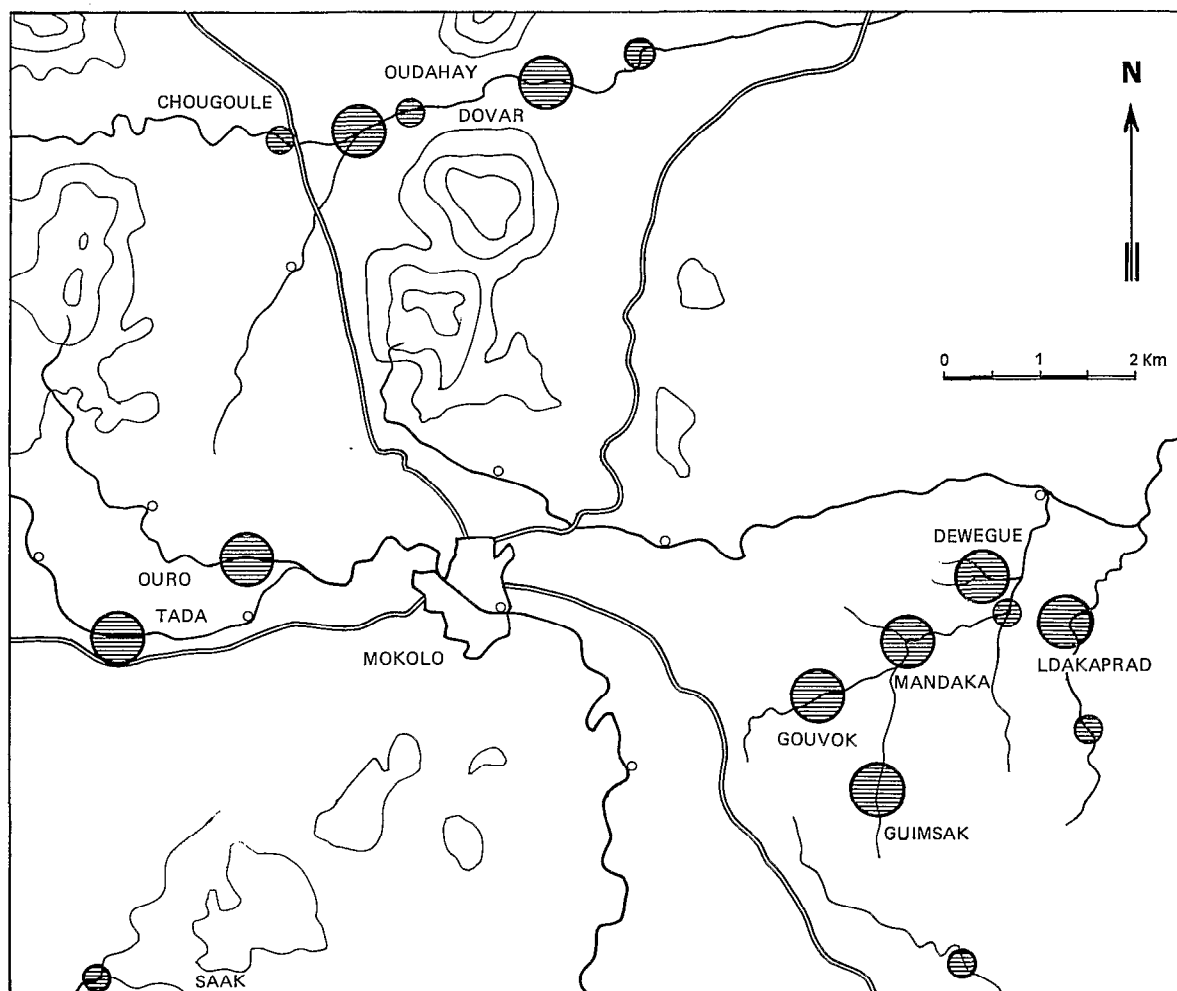 OUDAHAY
N
CHOUGOULE
DOVAR
0 1 2 Km
DEWEGUE
OURO
TADA
MOKOLO
LDAKAPRAD
MANDAKA
GOUVOK
GUIMSAK
SAAK